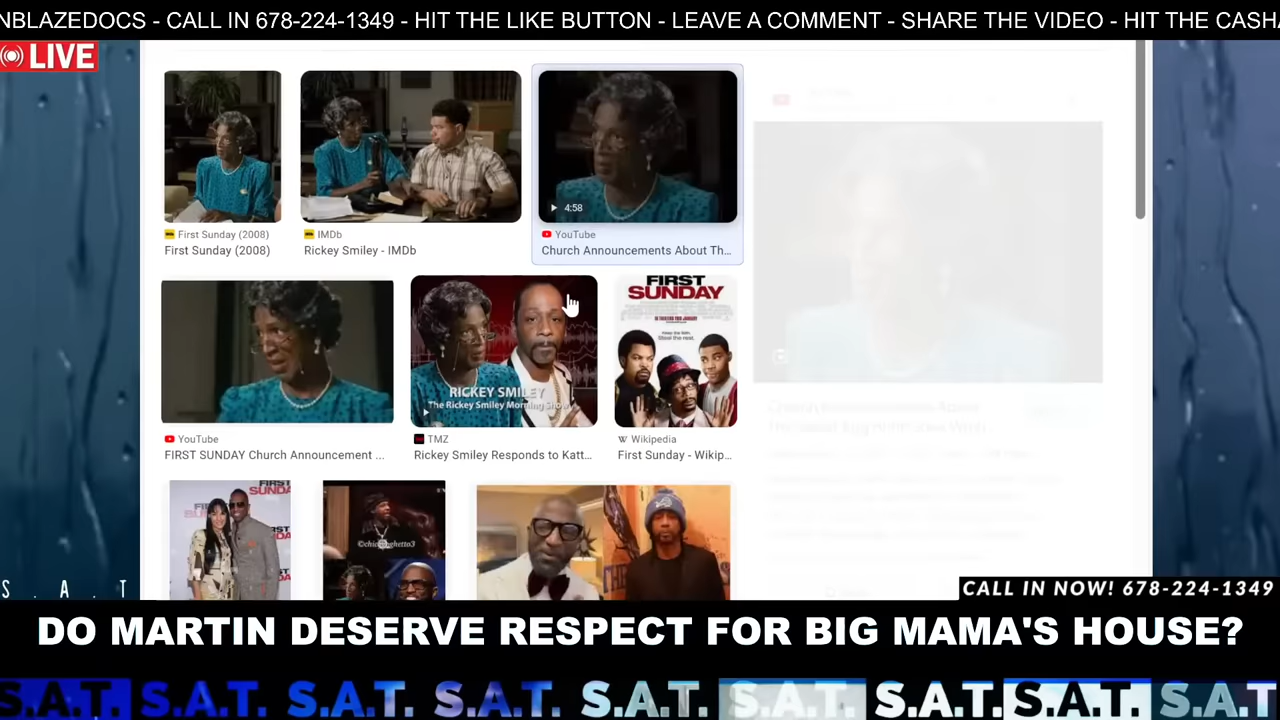 NBLAZEDOCS - CALL IN 678-224-1349 - HIT THE LIKE BUTTON - LEAVE A COMMENT - SHARE THE VIDEO - HIT THE CASHA
LIVE
4:58
First Sunday (2008)
First Sunday (2008)
IMDb
Rickey Smiley - IMDb
YouTube
Church Announcements About Th...
FIRST
SUNDAY
RICKEY SMILEY
The Rickey Smiley Morning Show
YouTube
FIRST SUNDAY Church Announcement ...
TMZ
Rickey Smiley Responds to Katt...
W Wikipedia
First Sunday - Wikip...
©chicosghetto3
S . A . T
CALL IN NOW! 678-224-1349
DO MARTIN DESERVE RESPECT FOR BIG MAMA'S HOUSE?
S.A.T. S.A.T. S.A.T. S.A.T. S.A.T. S.A.T. S.A.T. S.A.T. S.A.T